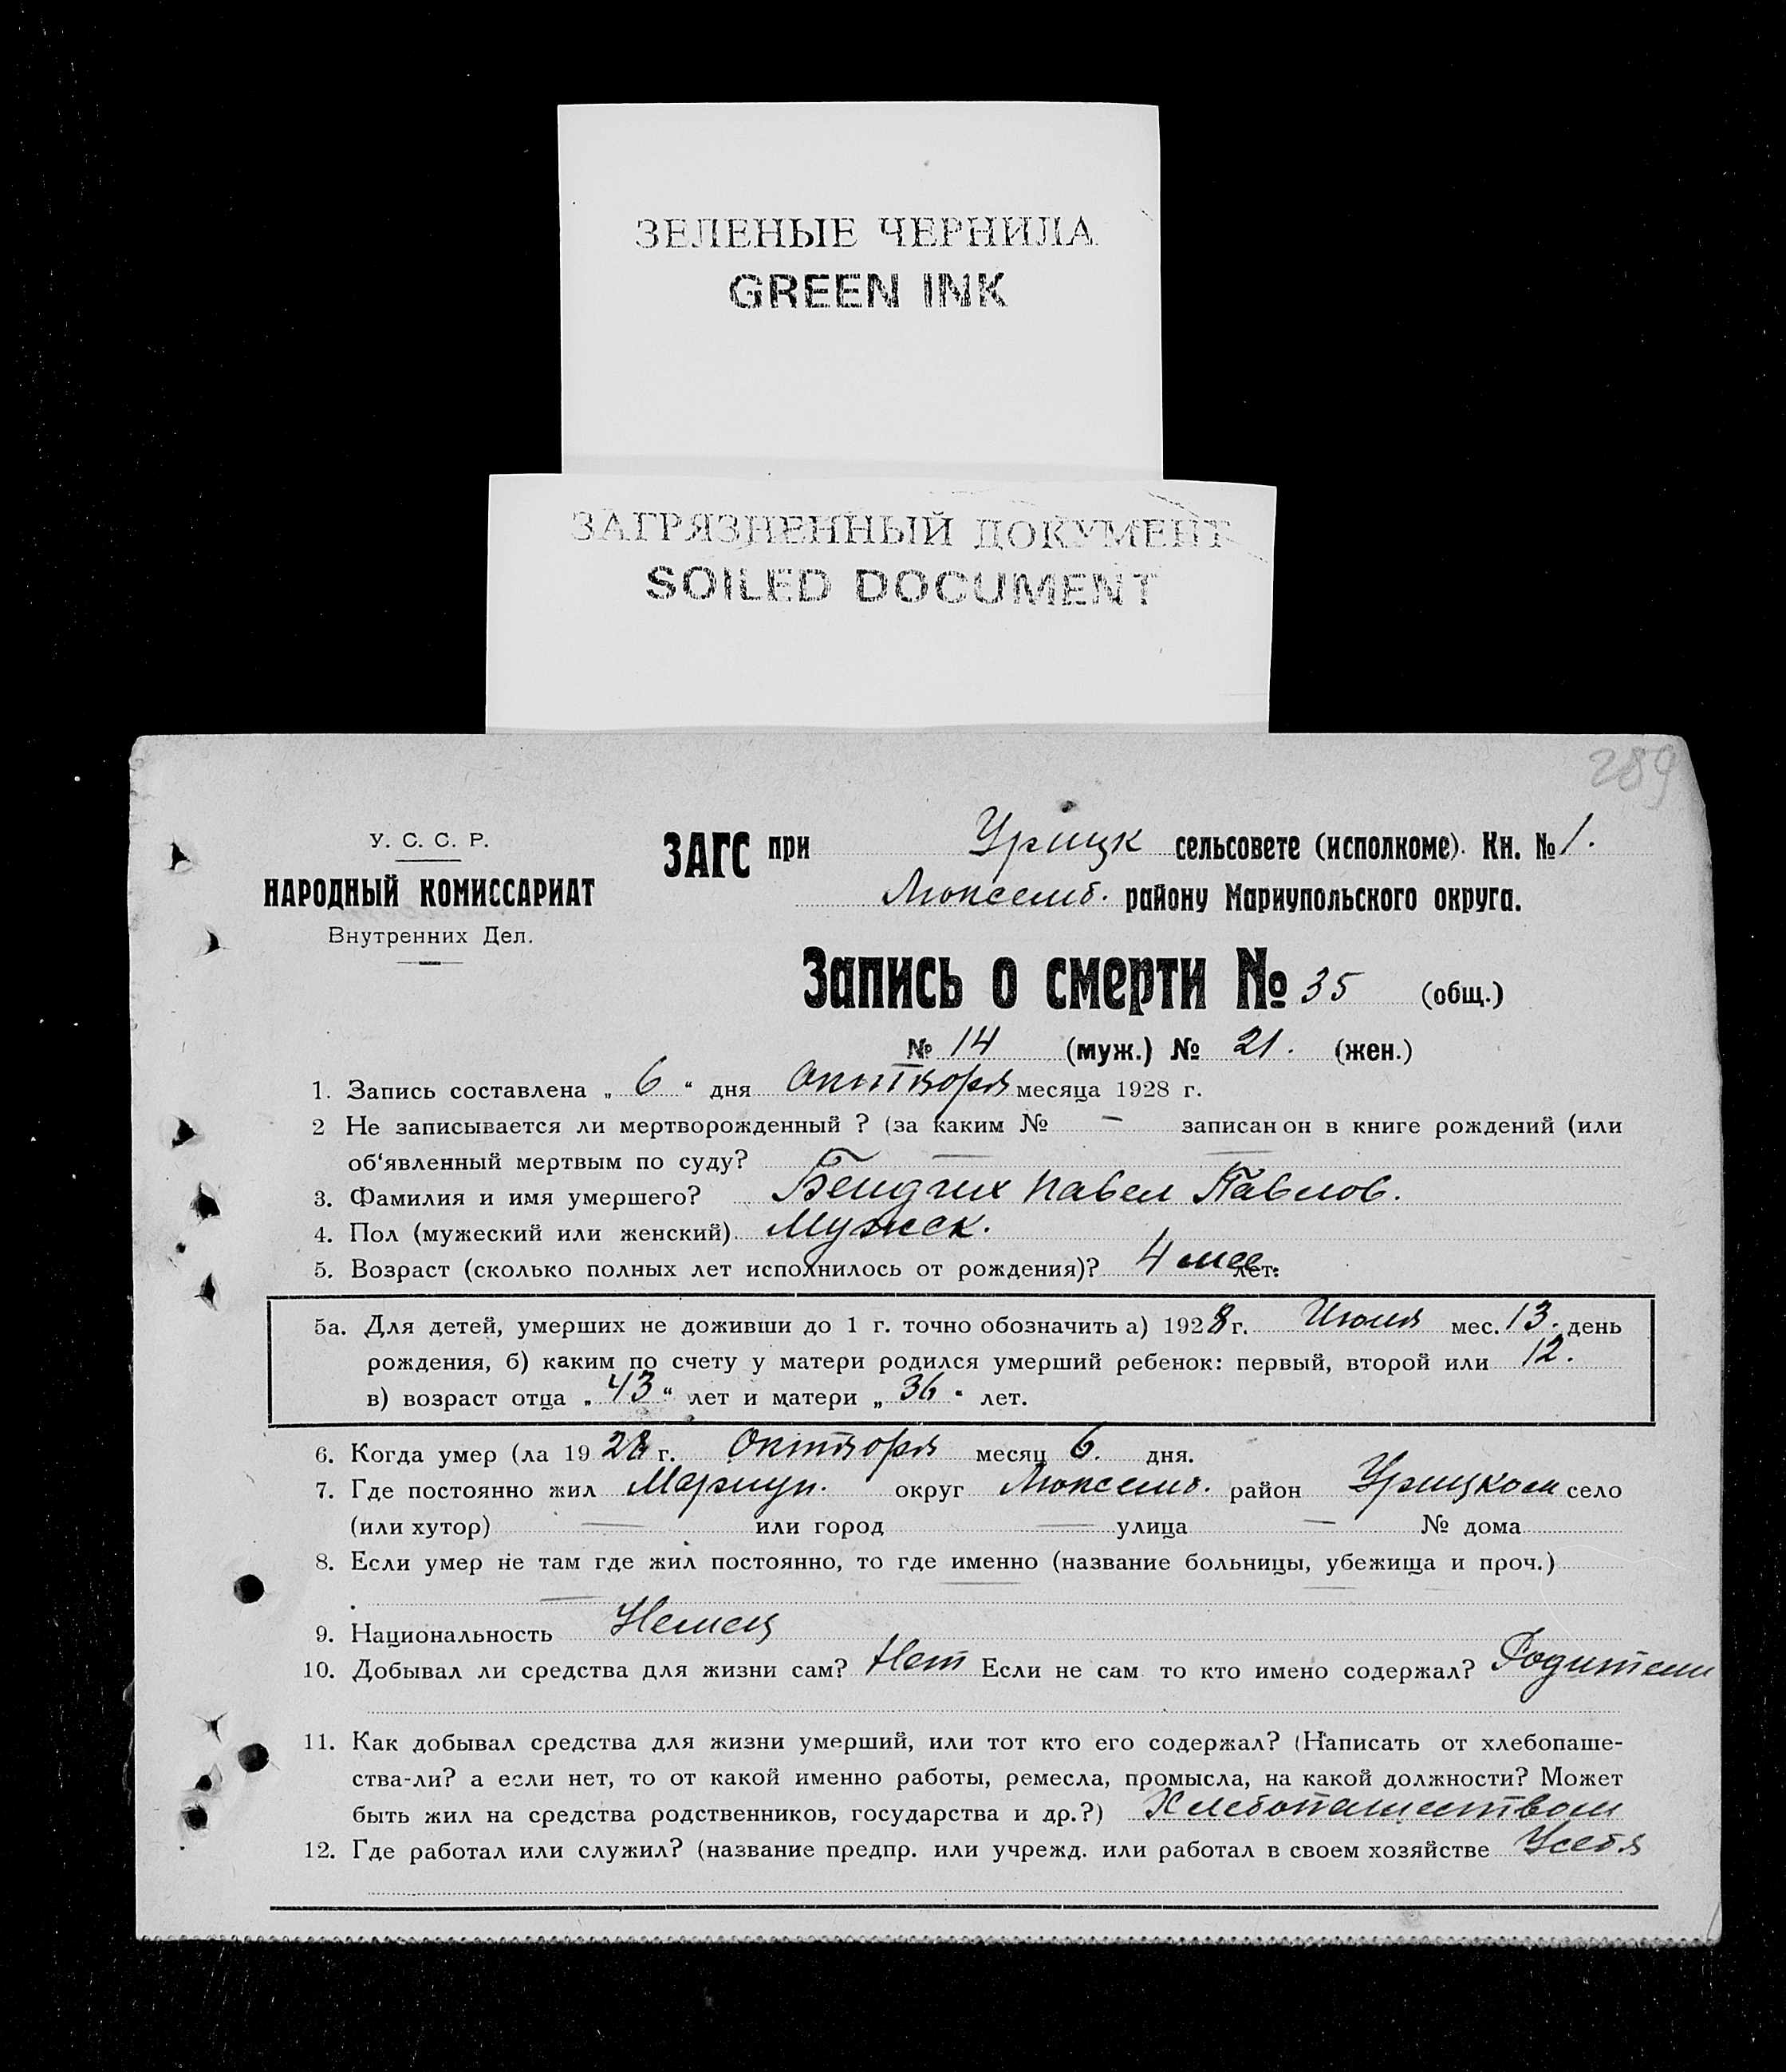 ЗЕЛЕНЫЕ ЧЕРНИЛА
GREEN INK
ЗАГРЯЗНЕННЫЙ ДОКУМЕНТ
SOILED DOCUMENT
289
У. С. С. Р.
НАРОДНЫЙ КОМИССАРИАТ
Внутренних Дел.
ЗАГС при Урицк сельсовете (исполкоме). Кн. № 1.
Люксемб. району Мариупольского округа.
Запись о смерти № 35 (общ.)
№ 14 (муж.) № 21. (жен.)
1. Запись составлена „ 6 “ дня Октября месяца 1928 г.
2 Не записывается ли мертворожденный ? (за каким № — записан он в книге рождений (или
об‘явленный мертвым по суду?
3. Фамилия и имя умершего? Бендгих Павел Павлов.
4. Пол (мужеский или женский) Мужск.
5. Возраст (сколько полных лет исполнилось от рождения)? 4 мес. лет.
5а. Для детей, умерших не доживши до 1 г. точно обозначить а) 1928 г. Июня мес. 13. день
рождения, б) каким по счету у матери родился умерший ребенок: первый, второй или 12.
в) возраст отца „ 43 “ лет и матери „ 36 “ лет.
6. Когда умер (ла 19 28 г. Октября месяц 6. дня.
7. Где постоянно жил Мариуп. округ Люксемб. район Урицком село
(или хутор) — или город — улица — № дома
8. Если умер не там где жил постоянно, то где именно (название больницы, убежища и проч.)
9. Национальность Немец
10. Добывал ли средства для жизни сам? Нет Если не сам то кто имено содержал? Родители
11. Как добывал средства для жизни умерший, или тот кто его содержал? (Написать от хлебопаше-
ства-ли? а если нет, то от какой именно работы, ремесла, промысла, на какой должности? Может
быть жил на средства родственников, государства и др.?) Хлебопашеством
12. Где работал или служил? (название предпр. или учрежд. или работал в своем хозяйстве Усебя